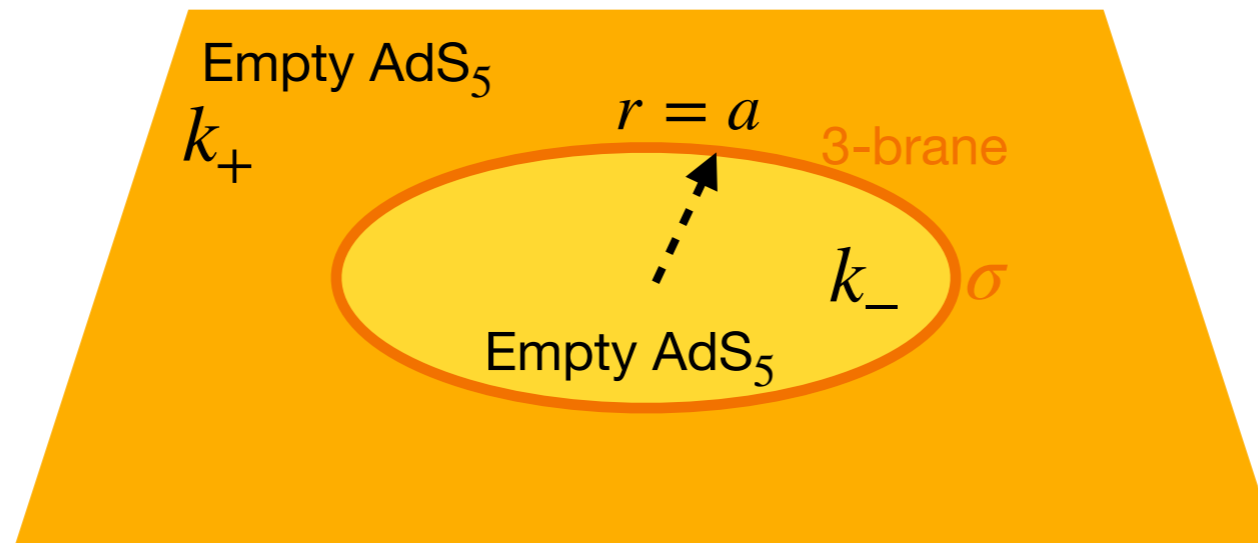 Empty AdS₅
k₊
r = a
3-brane
k₋
σ
Empty AdS₅